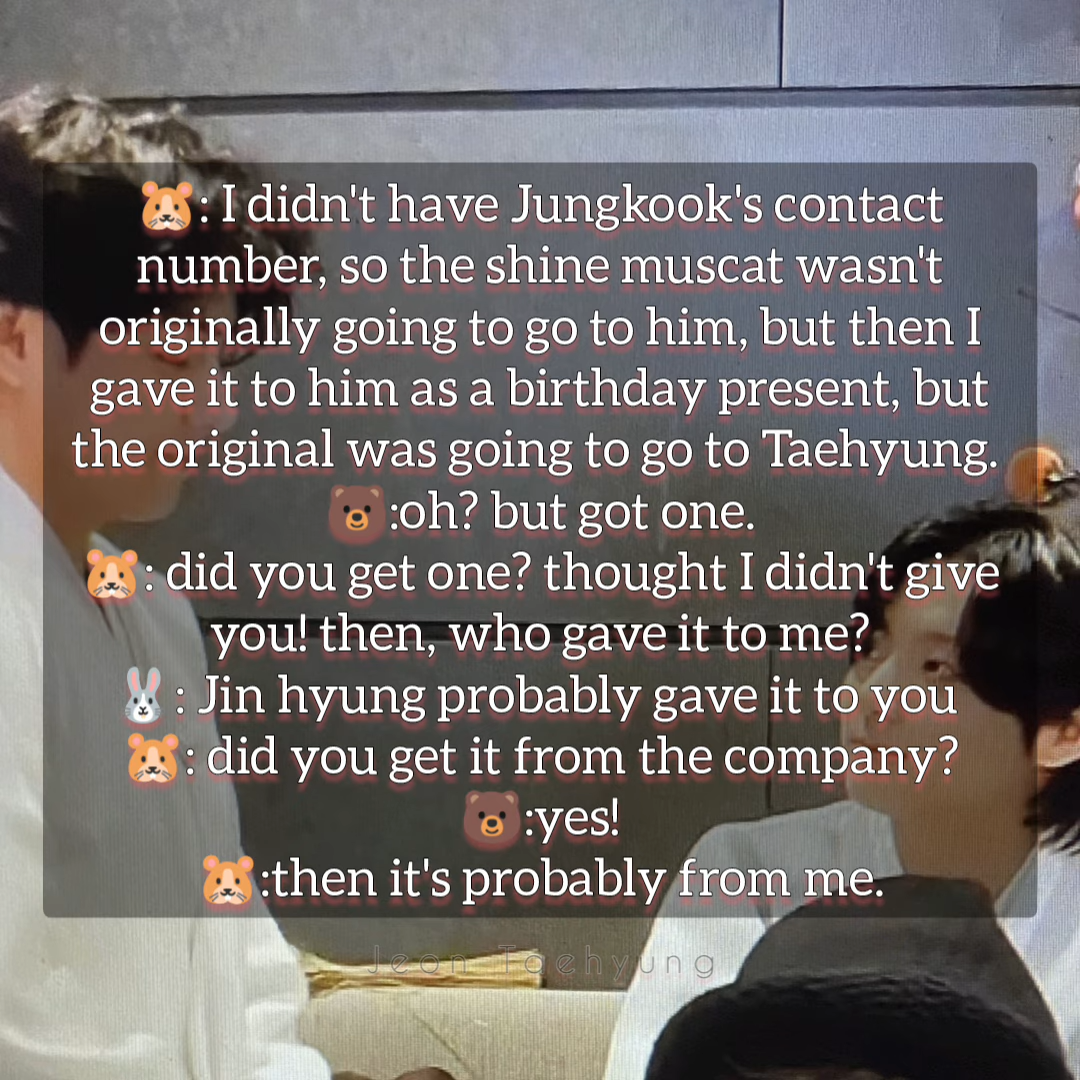 🐹: I didn't have Jungkook's contact
number, so the shine muscat wasn't
originally going to go to him, but then I
gave it to him as a birthday present, but
the original was going to go to Taehyung.
🐻:oh? but got one.
🐹: did you get one? thought I didn't give
you! then, who gave it to me?
🐰: Jin hyung probably gave it to you
🐹: did you get it from the company?
🐻:yes!
🐹:then it's probably from me.
Jeon Taehyung